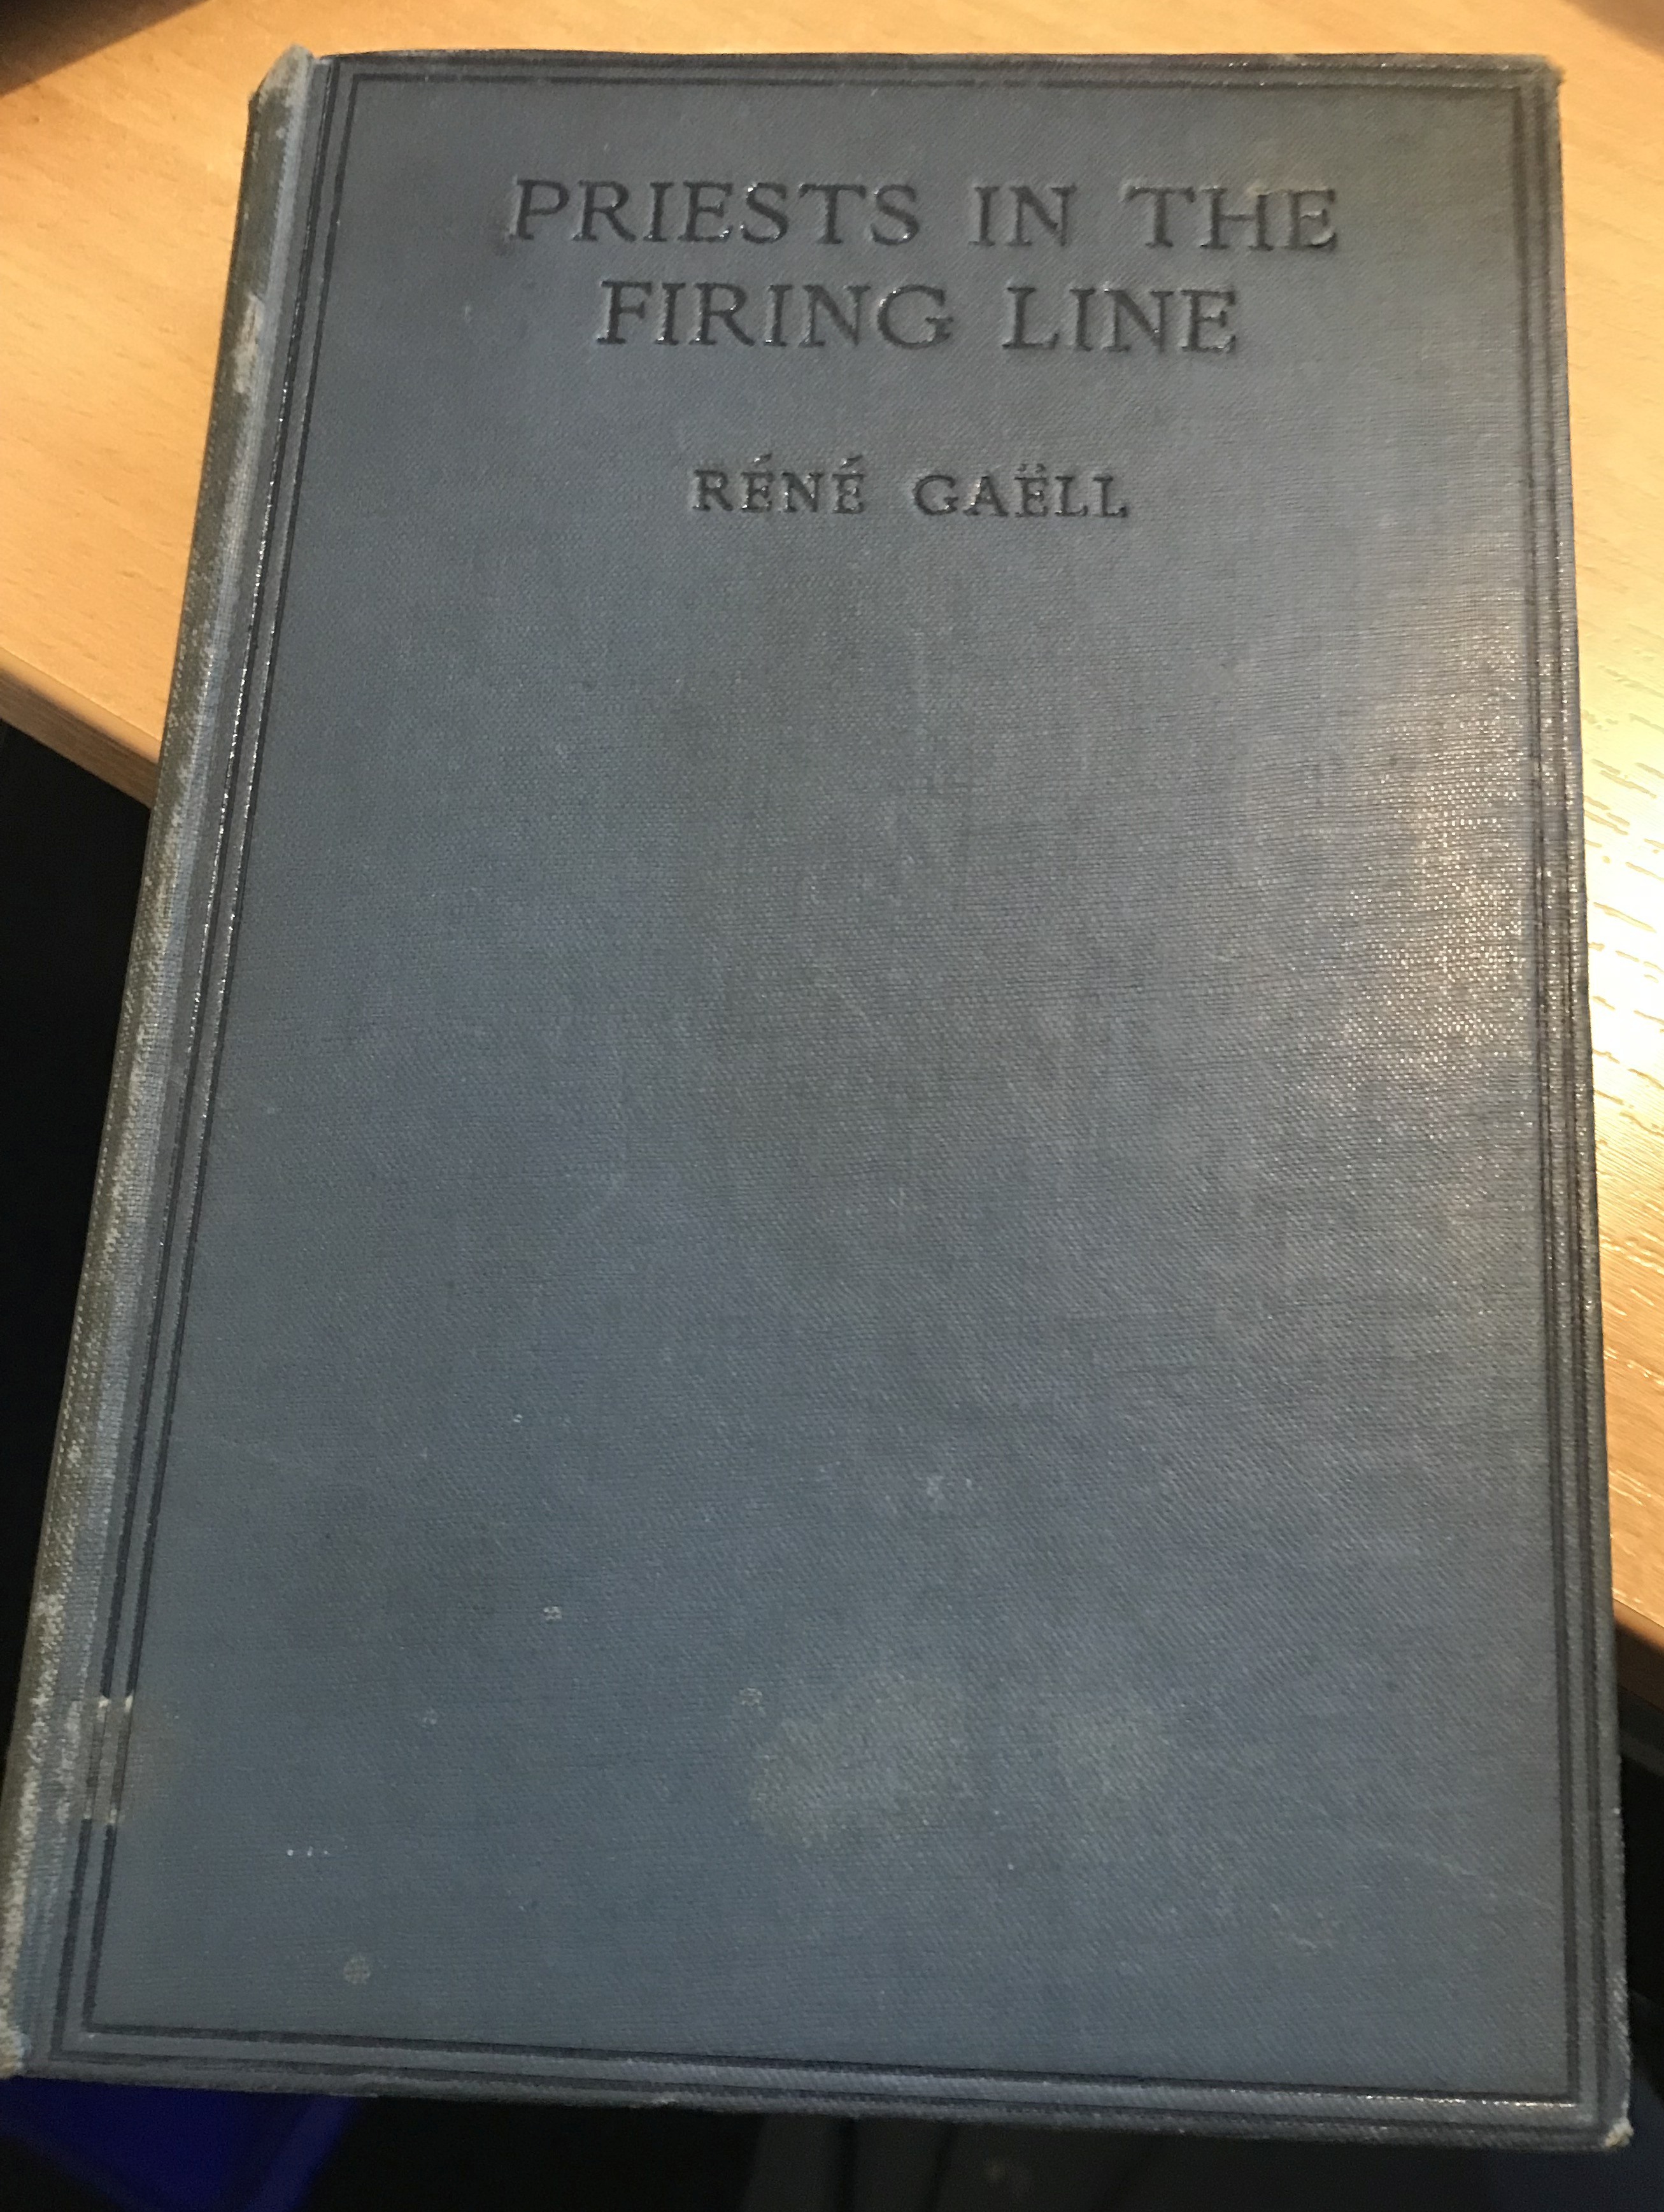 PRIESTS IN THE
FIRING LINE
RÉNÉ GAËLL